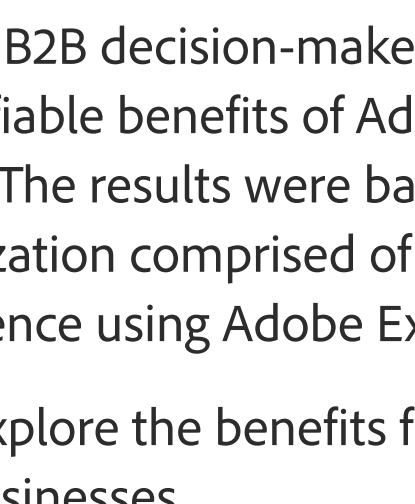 B2B decision-make
fiable benefits of Ad
The results were ba
zation comprised of
ence using Adobe Ex
xplore the benefits f
sinesses